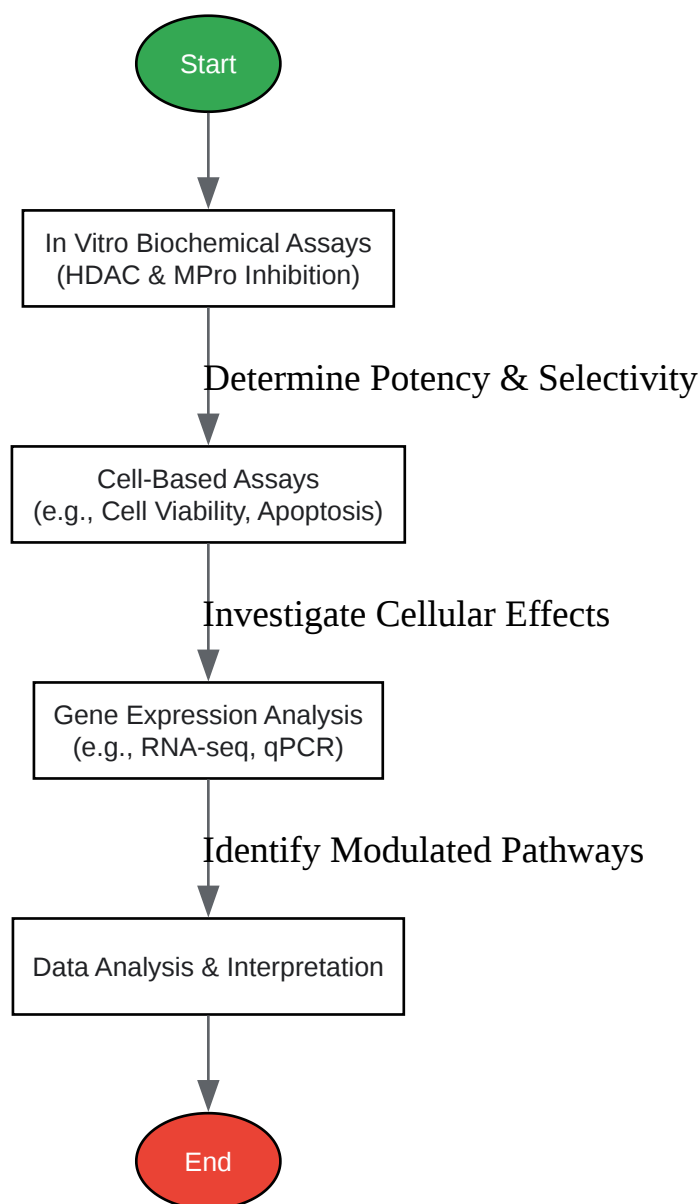 Start
In Vitro Biochemical Assays
(HDAC & MPro Inhibition)
Determine Potency & Selectivity
Cell-Based Assays
(e.g., Cell Viability, Apoptosis)
Investigate Cellular Effects
Gene Expression Analysis
(e.g., RNA-seq, qPCR)
Identify Modulated Pathways
Data Analysis & Interpretation
End